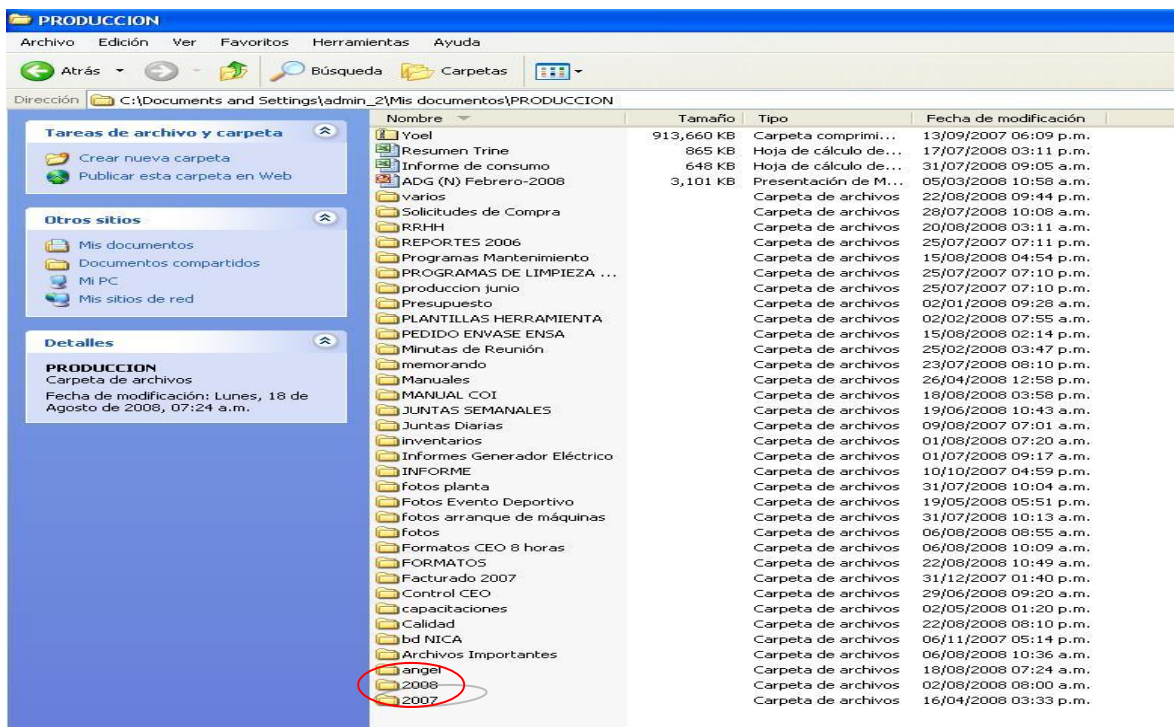 PRODUCCION
Archivo Edición Ver Favoritos Herramientas Ayuda
Atrás Búsqueda Carpetas
Dirección C:\Documents and Settings\admin_2\Mis documentos\PRODUCCION
Tareas de archivo y carpeta
Crear nueva carpeta
Publicar esta carpeta en Web
Otros sitios
Mis documentos
Documentos compartidos
Mi PC
Mis sitios de red
Detalles
PRODUCCION
Carpeta de archivos
Fecha de modificación: Lunes, 18 de
Agosto de 2008, 07:24 a.m.
Nombre Tamaño Tipo Fecha de modificación
Yoel 913,660 KB Carpeta comprimi... 13/09/2007 06:09 p.m.
Resumen Trine 865 KB Hoja de cálculo de... 17/07/2008 03:11 p.m.
Informe de consumo 648 KB Hoja de cálculo de... 31/07/2008 09:05 a.m.
ADG (N) Febrero-2008 3,101 KB Presentación de M... 05/03/2008 10:58 a.m.
varios Carpeta de archivos 22/08/2008 09:44 p.m.
Solicitudes de Compra Carpeta de archivos 28/07/2008 10:08 a.m.
RRHH Carpeta de archivos 20/08/2008 03:11 a.m.
REPORTES 2006 Carpeta de archivos 25/07/2007 07:11 p.m.
Programas Mantenimiento Carpeta de archivos 15/08/2008 04:54 p.m.
PROGRAMAS DE LIMPIEZA ... Carpeta de archivos 25/07/2007 07:10 p.m.
produccion junio Carpeta de archivos 25/07/2007 07:10 p.m.
Presupuesto Carpeta de archivos 02/01/2008 09:28 a.m.
PLANTILLAS HERRAMIENTA Carpeta de archivos 02/02/2008 07:55 a.m.
PEDIDO ENVASE ENSA Carpeta de archivos 15/08/2008 02:14 p.m.
Minutas de Reunión Carpeta de archivos 25/02/2008 03:47 p.m.
memorando Carpeta de archivos 23/07/2008 08:10 p.m.
Manuales Carpeta de archivos 26/04/2008 12:58 p.m.
MANUAL COI Carpeta de archivos 18/08/2008 03:58 p.m.
JUNTAS SEMANALES Carpeta de archivos 19/06/2008 10:43 a.m.
Juntas Diarias Carpeta de archivos 09/08/2007 07:01 a.m.
inventarios Carpeta de archivos 01/08/2008 07:20 a.m.
Informes Generador Eléctrico Carpeta de archivos 01/07/2008 09:17 a.m.
INFORME Carpeta de archivos 10/10/2007 04:59 p.m.
fotos planta Carpeta de archivos 31/07/2008 10:04 a.m.
Fotos Evento Deportivo Carpeta de archivos 19/05/2008 05:51 p.m.
fotos arranque de máquinas Carpeta de archivos 31/07/2008 10:13 a.m.
fotos Carpeta de archivos 06/08/2008 08:55 a.m.
Formatos CEO 8 horas Carpeta de archivos 06/08/2008 10:09 a.m.
FORMATOS Carpeta de archivos 22/08/2008 10:49 a.m.
Facturado 2007 Carpeta de archivos 31/12/2007 01:40 p.m.
Control CEO Carpeta de archivos 29/06/2008 09:20 a.m.
capacitaciones Carpeta de archivos 02/05/2008 01:20 p.m.
Calidad Carpeta de archivos 22/08/2008 08:10 p.m.
bd NICA Carpeta de archivos 06/11/2007 05:14 p.m.
Archivos Importantes Carpeta de archivos 06/08/2008 10:36 a.m.
angel Carpeta de archivos 18/08/2008 07:24 a.m.
2008 Carpeta de archivos 02/08/2008 08:00 a.m.
2007 Carpeta de archivos 16/04/2008 03:33 p.m.